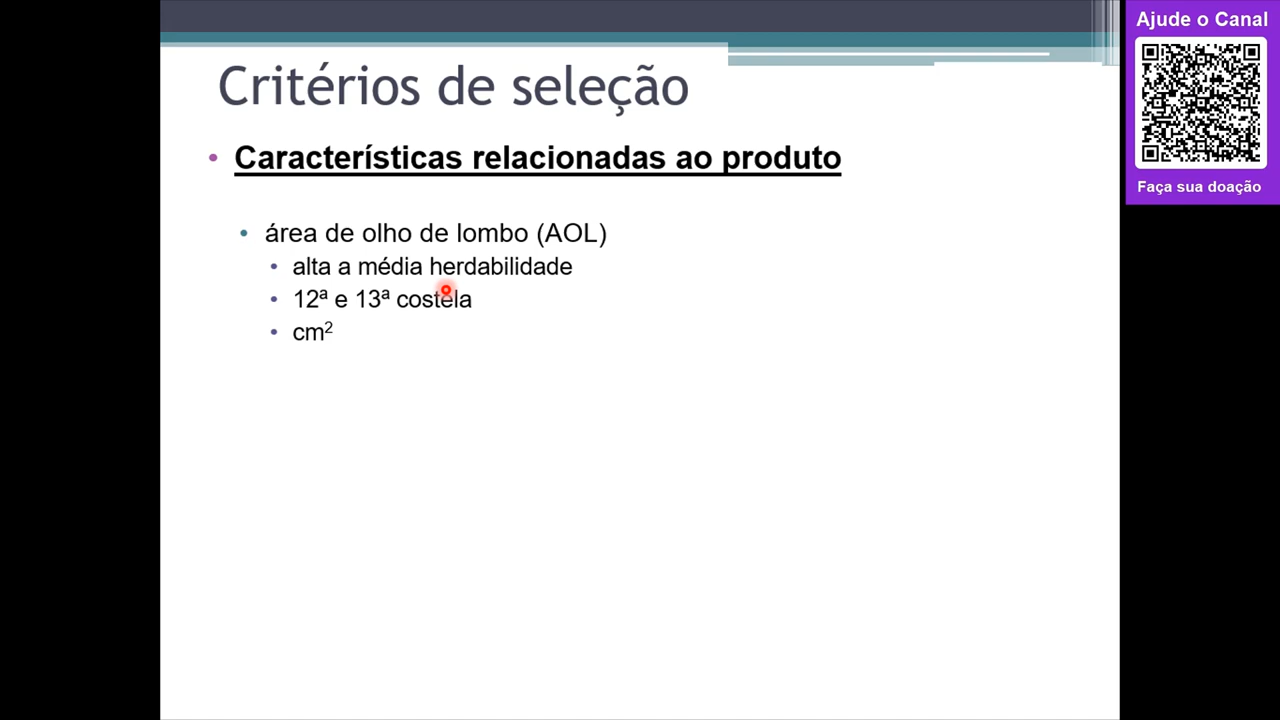 Critérios de seleção
• Características relacionadas ao produto
• área de olho de lombo (AOL)
• alta a média herdabilidade
• 12ª e 13ª costela
• cm²
Ajude o Canal
Faça sua doação